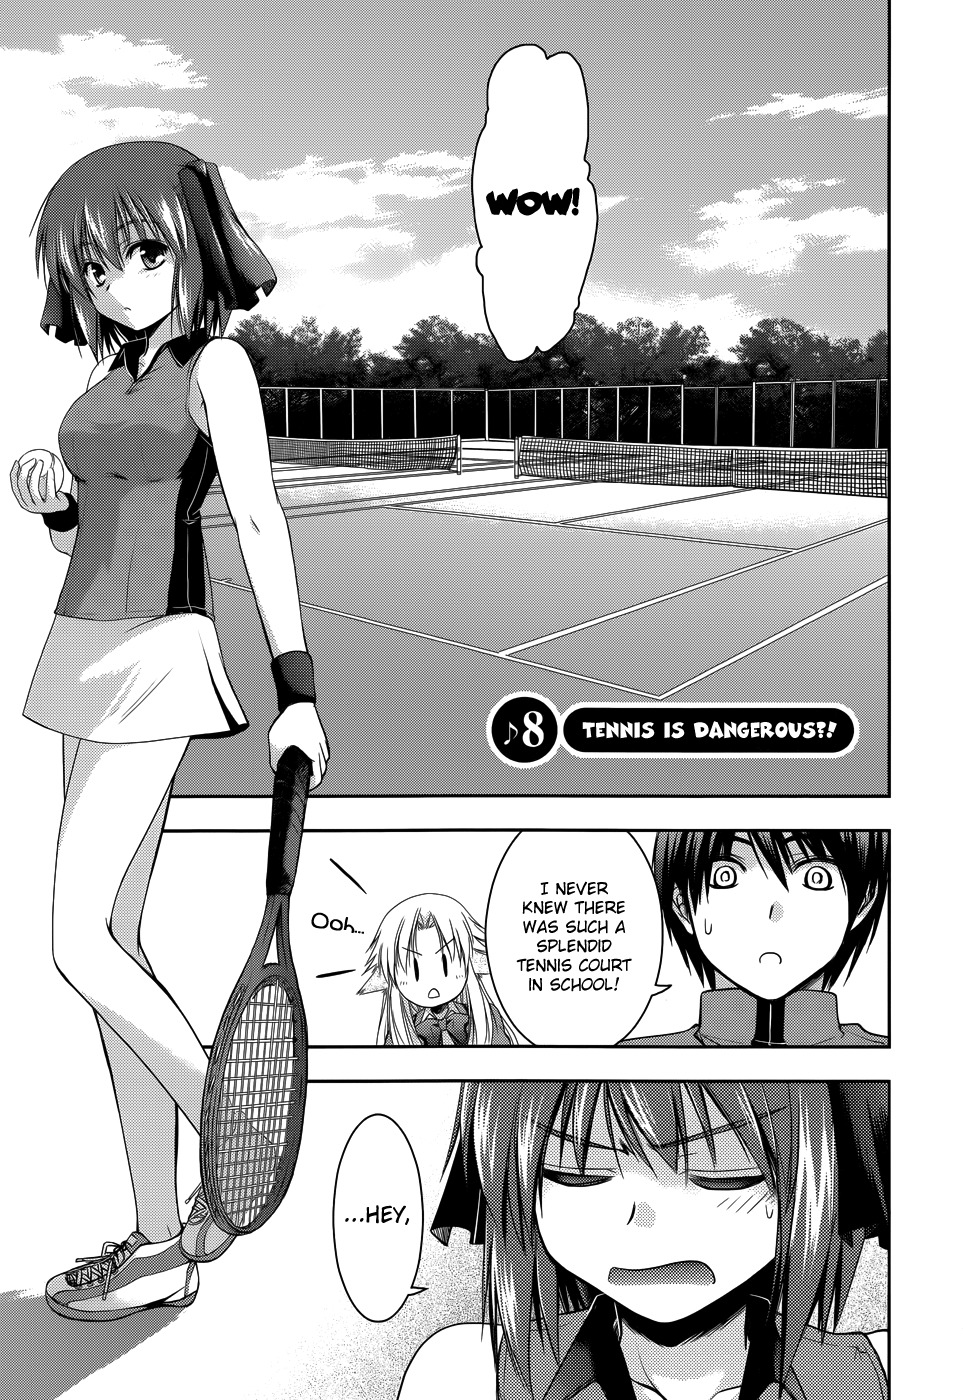 WOW!
♪8 TENNIS IS DANGEROUS?!
I NEVER
KNEW THERE
WAS SUCH A
SPLENDID
TENNIS COURT
IN SCHOOL!
Ooh...
...HEY,